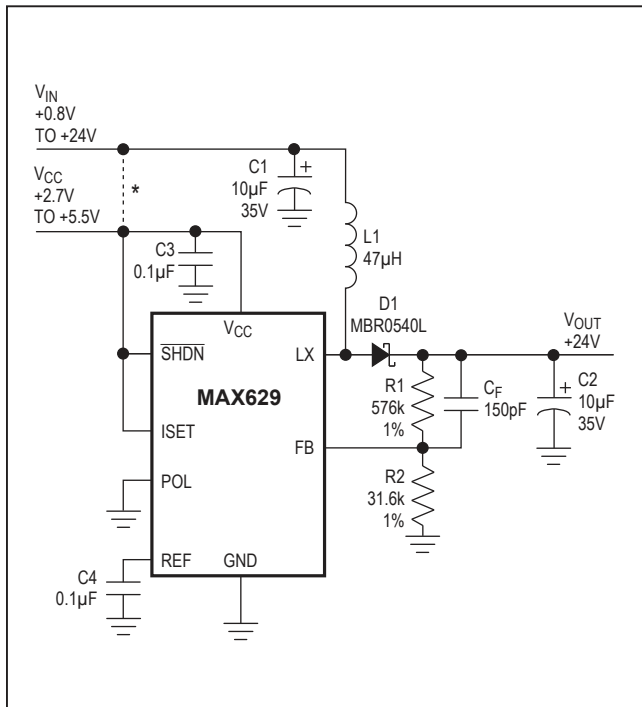 VIN
+0.8V
TO +24V
VCC
+2.7V
TO +5.5V
*
C1
10µF
35V
+
L1
47µH
C3
0.1µF
D1
MBR0540L
VOUT
+24V
VCC
SHDN
LX
MAX629
ISET
FB
POL
REF
GND
R1
576k
1%
CF
150pF
C2
10µF
35V
+
R2
31.6k
1%
C4
0.1µF